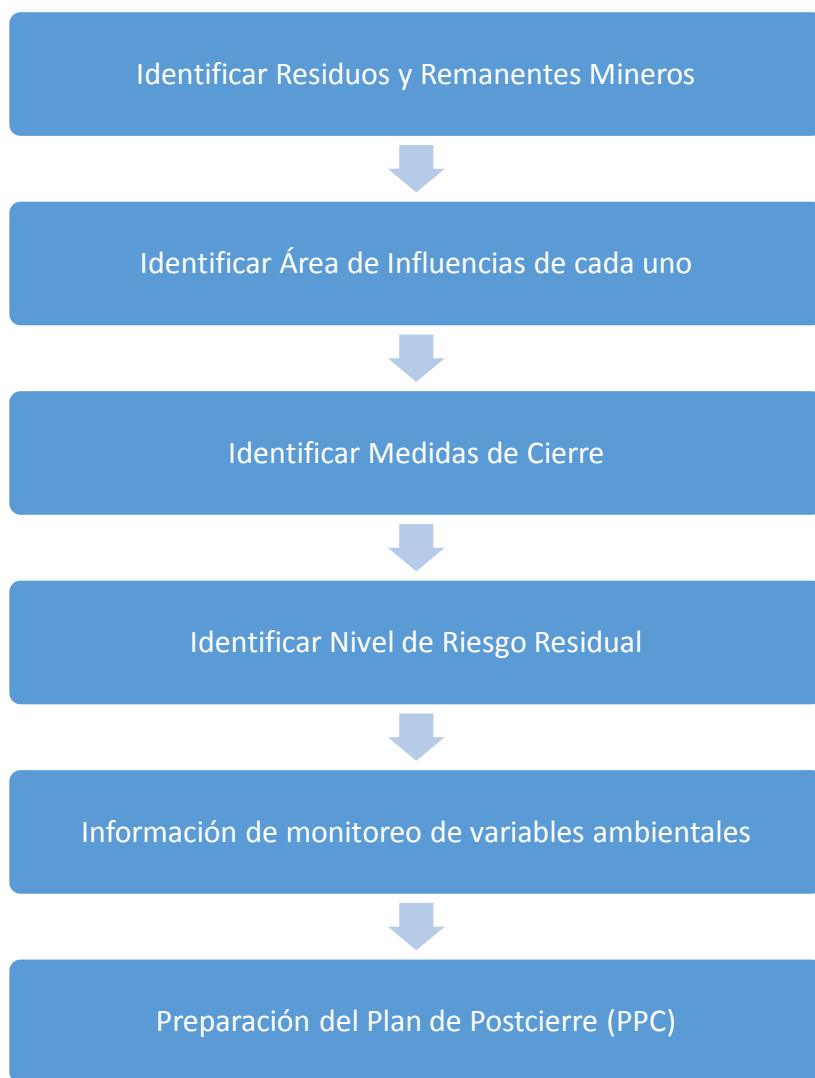 Identificar Residuos y Remanentes Mineros
Identificar Área de Influencias de cada uno
Identificar Medidas de Cierre
Identificar Nivel de Riesgo Residual
Información de monitoreo de variables ambientales
Preparación del Plan de Postcierre (PPC)